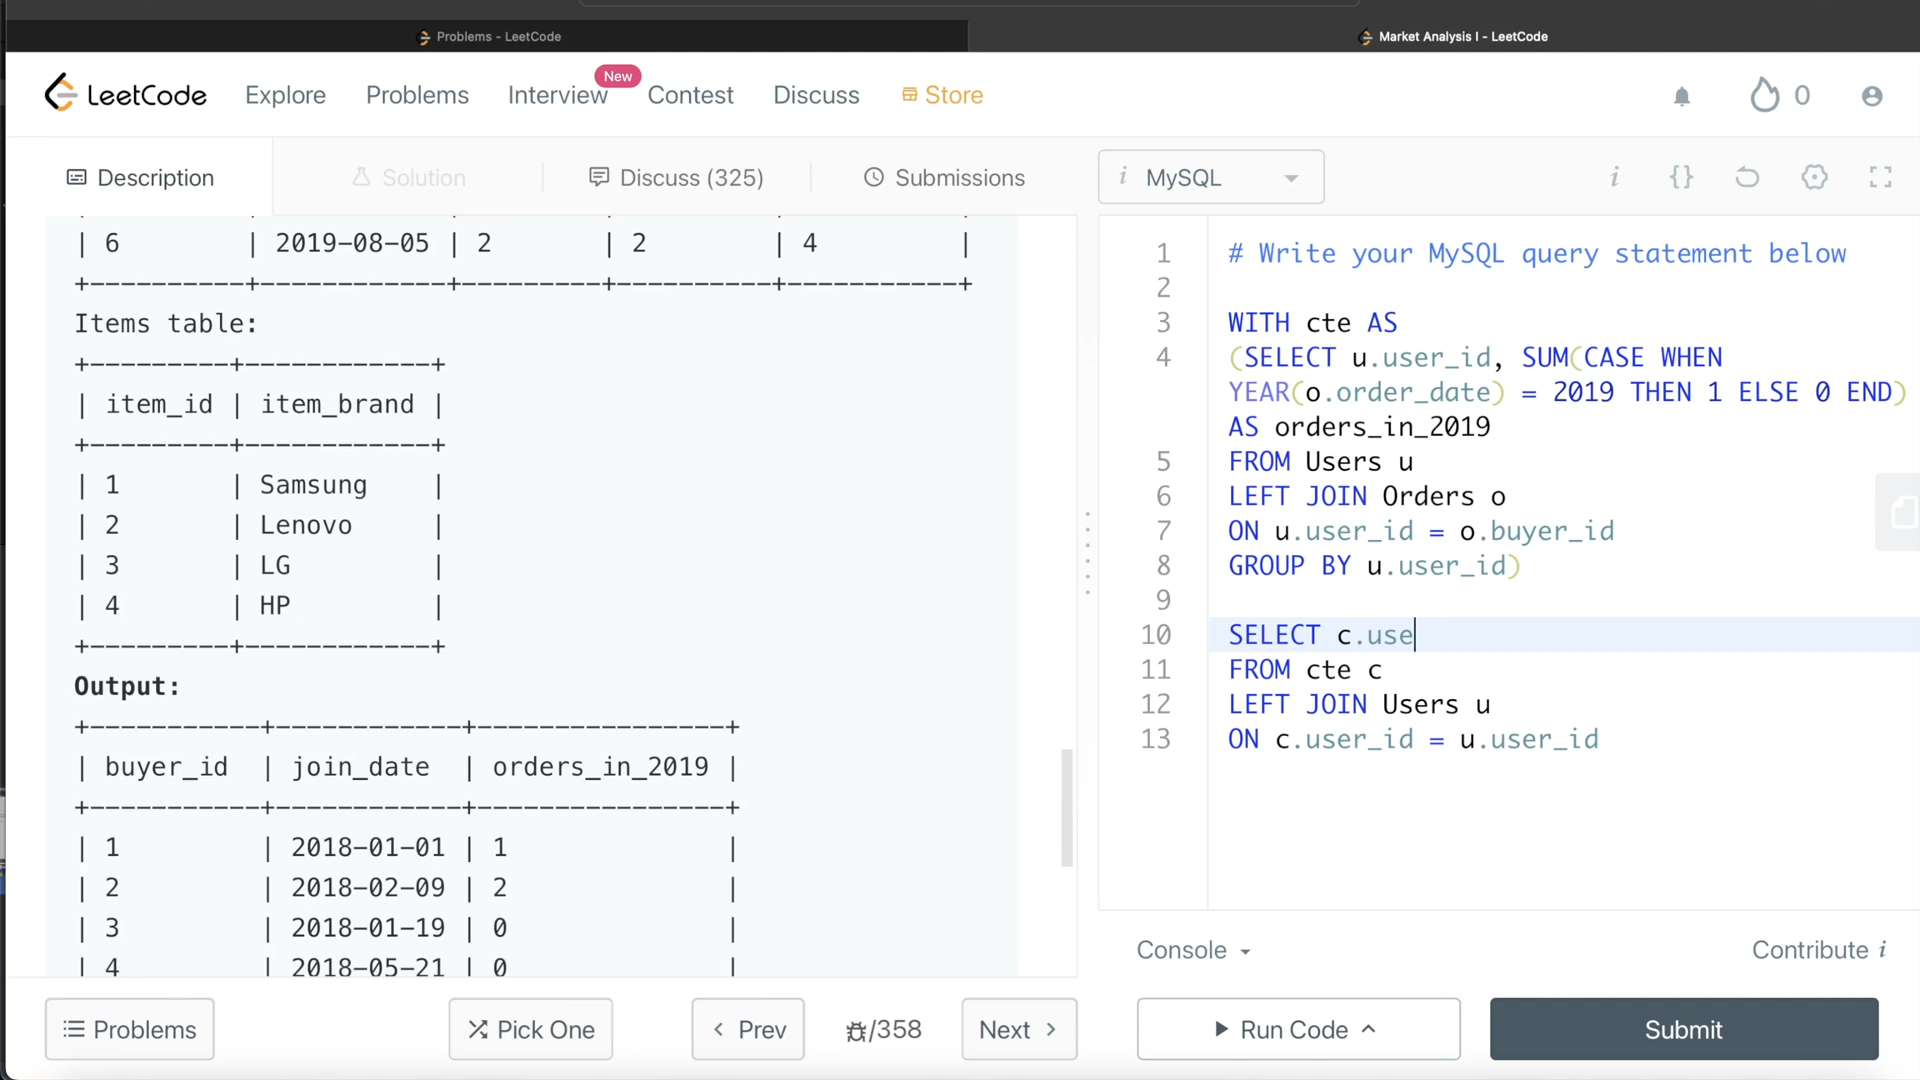 Problems - LeetCode
Market Analysis I - LeetCode
LeetCode Explore Problems Interview New Contest Discuss Store 0
Description Solution Discuss (325) Submissions
i MySQL i {}
| 6 | 2019-08-05 | 2 | 2 | 4 |
+----------+------------+---------+----------+-----------+
Items table:
+---------+------------+
| item_id | item_brand |
+---------+------------+
| 1 | Samsung |
| 2 | Lenovo |
| 3 | LG |
| 4 | HP |
+---------+------------+
Output:
+-----------+------------+----------------+
| buyer_id | join_date | orders_in_2019 |
+-----------+------------+----------------+
| 1 | 2018-01-01 | 1 |
| 2 | 2018-02-09 | 2 |
| 3 | 2018-01-19 | 0 |
| 4 | 2018-05-21 | 0 |
1 # Write your MySQL query statement below
2
3 WITH cte AS
4 (SELECT u.user_id, SUM(CASE WHEN
YEAR(o.order_date) = 2019 THEN 1 ELSE 0 END)
AS orders_in_2019
5 FROM Users u
6 LEFT JOIN Orders o
7 ON u.user_id = o.buyer_id
8 GROUP BY u.user_id)
9
10 SELECT c.use
11 FROM cte c
12 LEFT JOIN Users u
13 ON c.user_id = u.user_id
Console Contribute i
Problems Pick One Prev /358 Next Run Code Submit